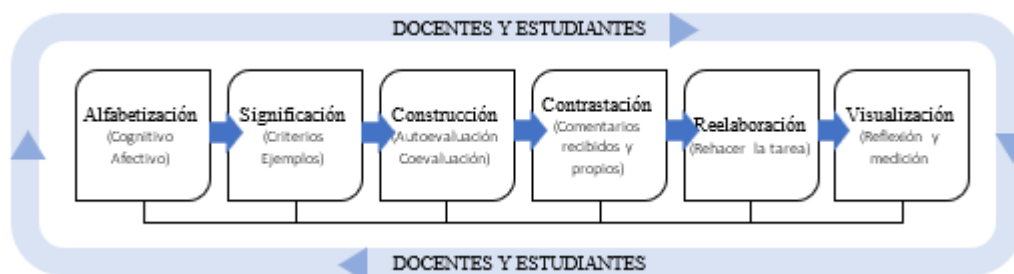 DOCENTES Y ESTUDIANTES
Alfabetización
(Cognitivo
Afectivo)
Significación
(Criterios
Ejemplos)
Construcción
(Autoevaluación
Coevaluación)
Contrastación
(Comentarios
recibidos y
propios)
Reelaboración
(Rehacer la tarea)
Visualización
(Reflexión y
medición
DOCENTES Y ESTUDIANTES